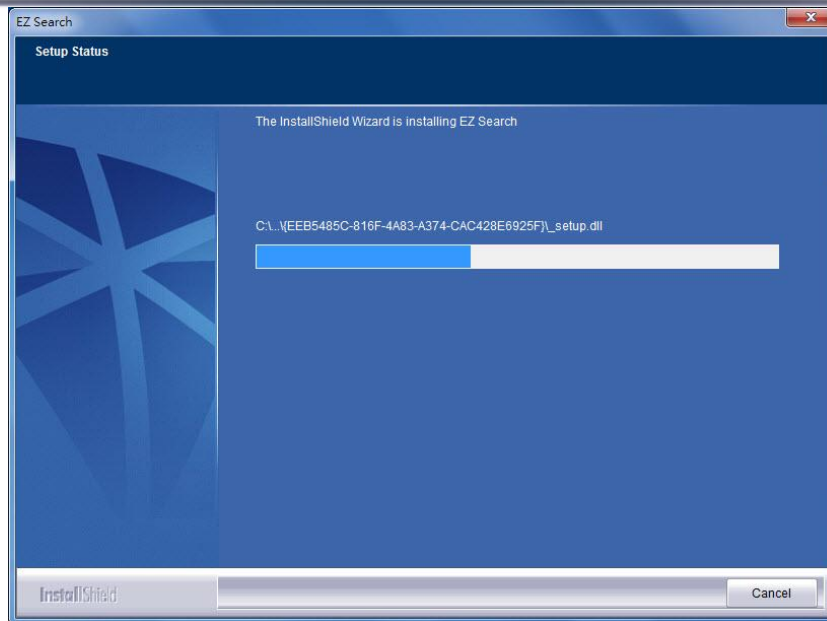 EZ Search
Setup Status
The InstallShield Wizard is installing EZ Search
C:\...\{EEB5485C-816F-4A83-A374-CAC428E6925F}\_setup.dll
InstallShield
Cancel